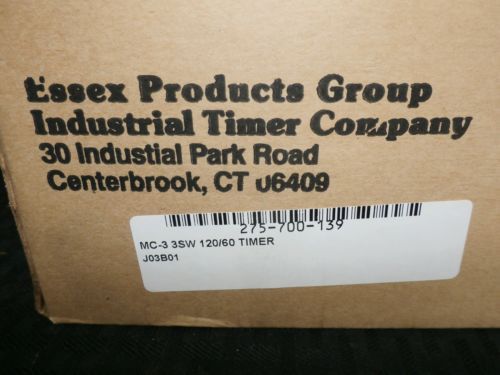 Essex Products Group
Industrial Timer Company
30 Industial Park Road
Centerbrook, CT 06409
275-700-139
MC-3 3SW 120/60 TIMER
J03B01